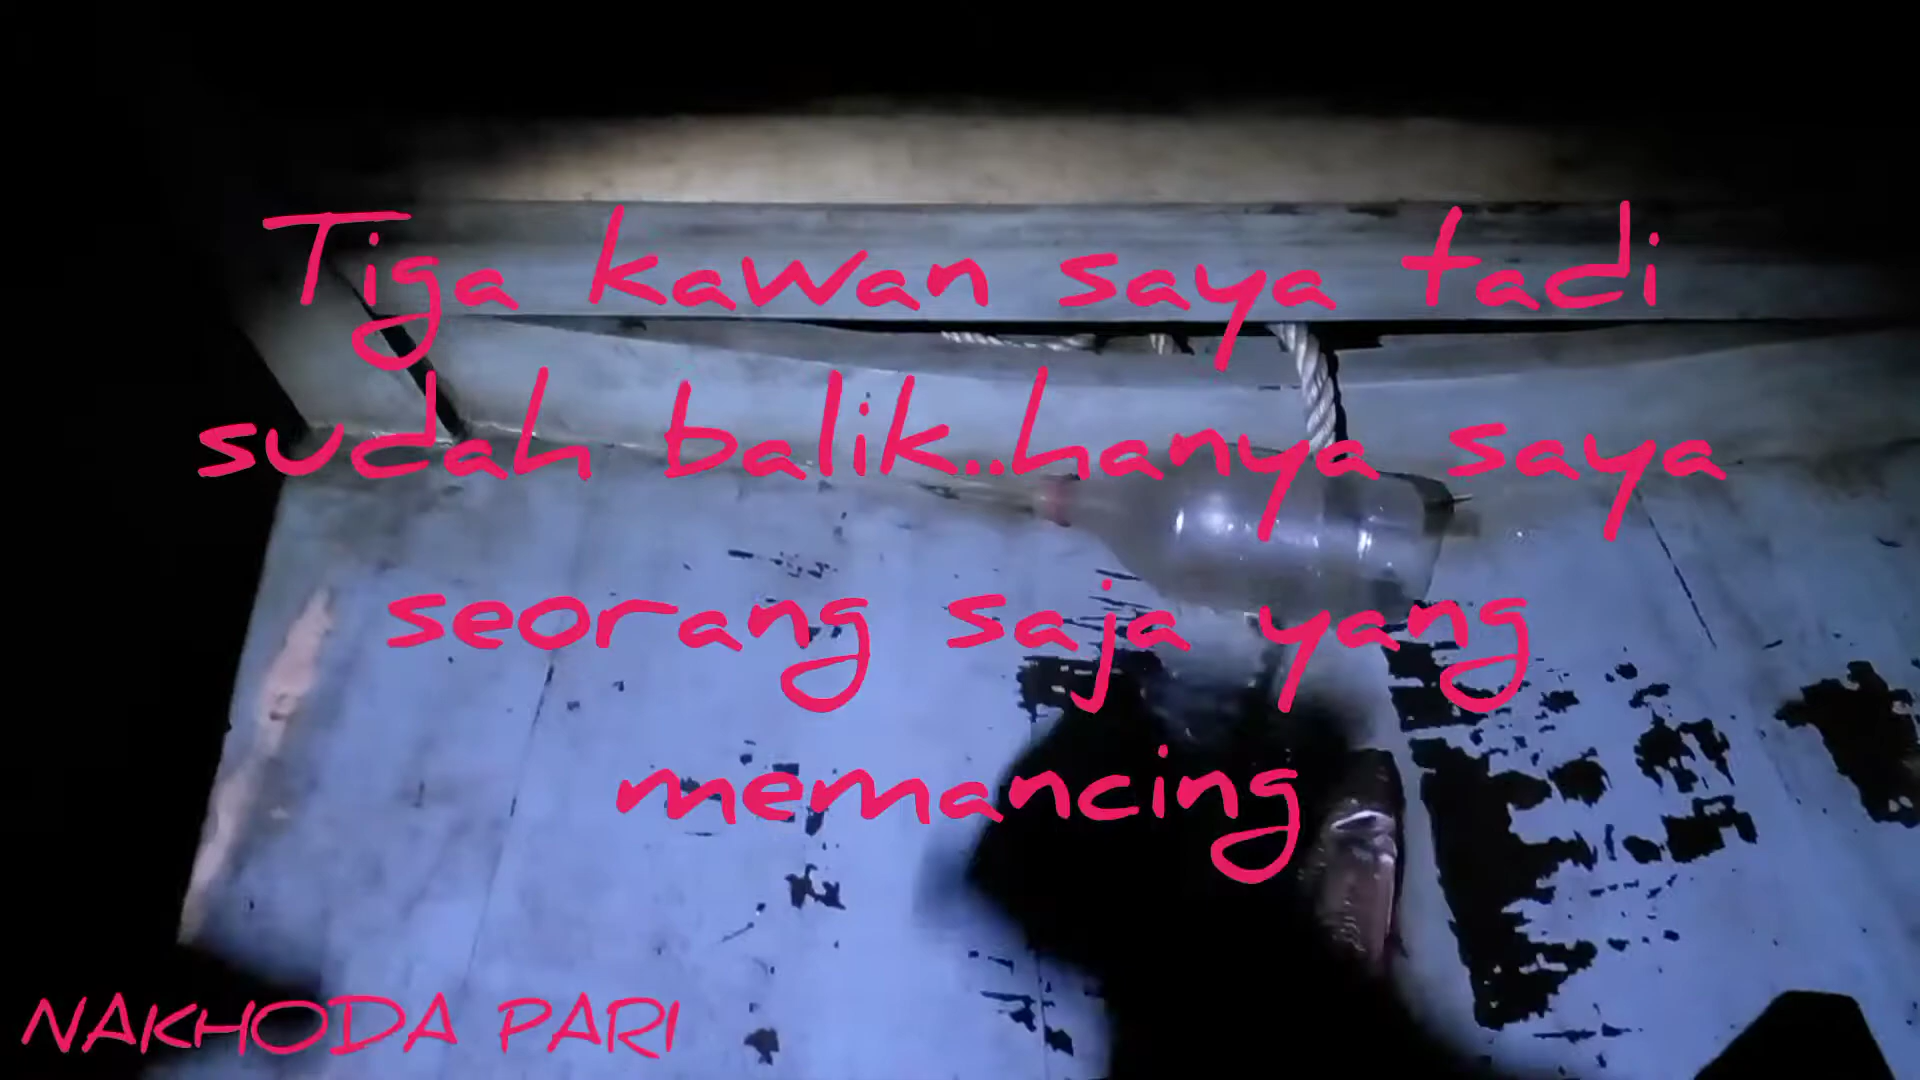 Tiga kawan saya tadi
sudah balik..hanya saya
seorang saja yang
memancing
NAKHODA PARI